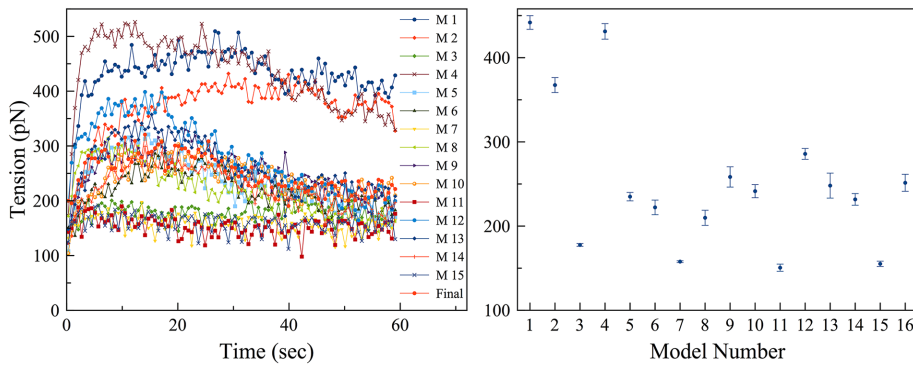 500
400
300
200
100
0
Tension (pN)
0
20
40
60
Time (sec)
M 1
M 2
M 3
M 4
M 5
M 6
M 7
M 8
M 9
M 10
M 11
M 12
M 13
M 14
M 15
Final
400
300
200
100
1 2 3 4 5 6 7 8 9 10 11 12 13 14 15 16
Model Number